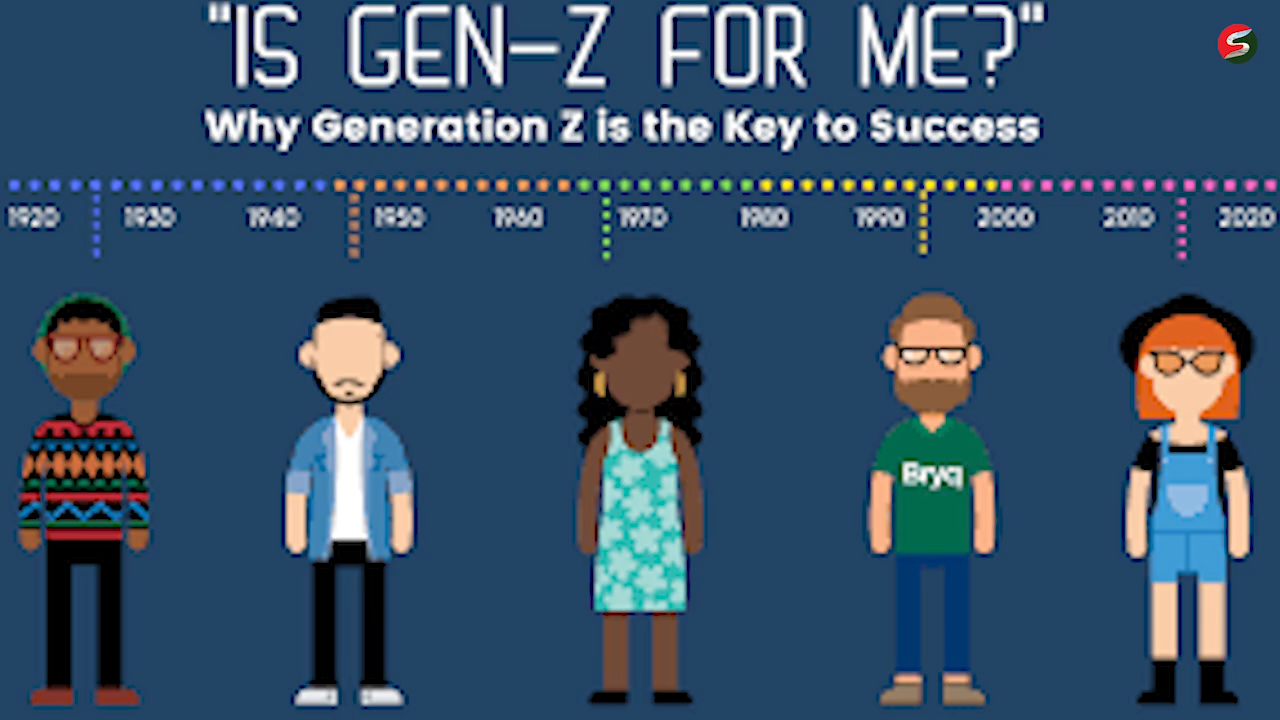 "IS GEN-Z FOR ME?"
Why Generation Z is the Key to Success
1920 1930 1940 1950 1960 1970 1980 1990 2000 2010 2020
Bryq
S